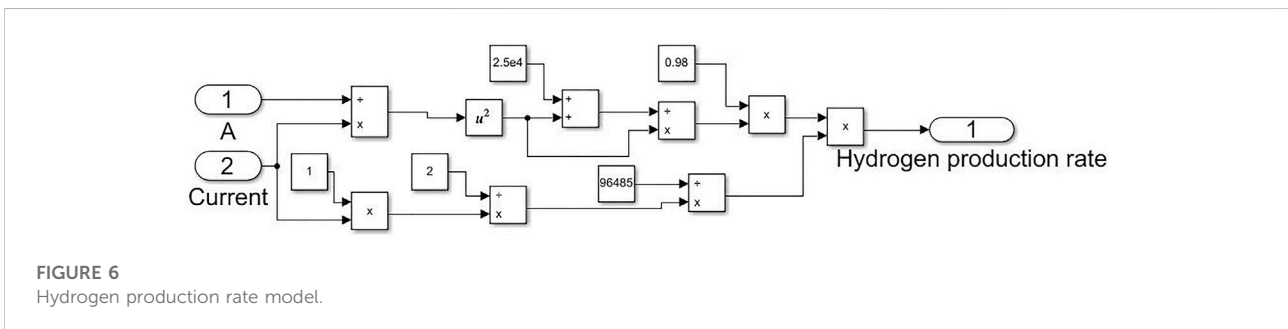 2.5e4
0.98
1
A
÷
x
u²
+
+
÷
x
x
x
1
Hydrogen production rate
2
Current
1
x
2
÷
x
96485
÷
x
FIGURE 6
Hydrogen production rate model.